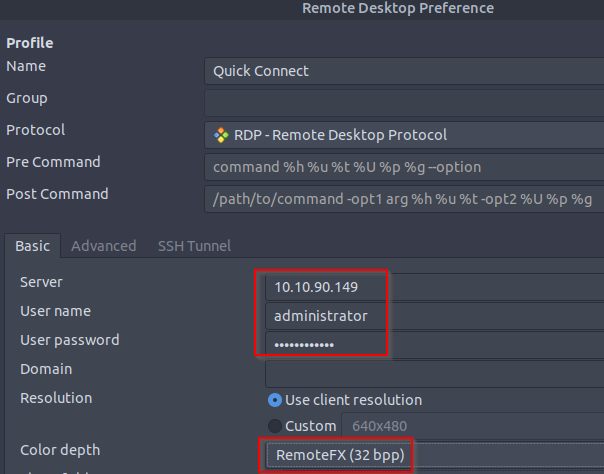 Remote Desktop Preference
Profile
Name Quick Connect
Group
Protocol RDP - Remote Desktop Protocol
Pre Command command %h %u %t %U %p %g --option
Post Command /path/to/command -opt1 arg %h %u %t -opt2 %U %p %g
Basic Advanced SSH Tunnel
Server 10.10.90.149
User name administrator
User password ••••••••••••
Domain
Resolution Use client resolution
Custom 640x480
Color depth RemoteFX (32 bpp)